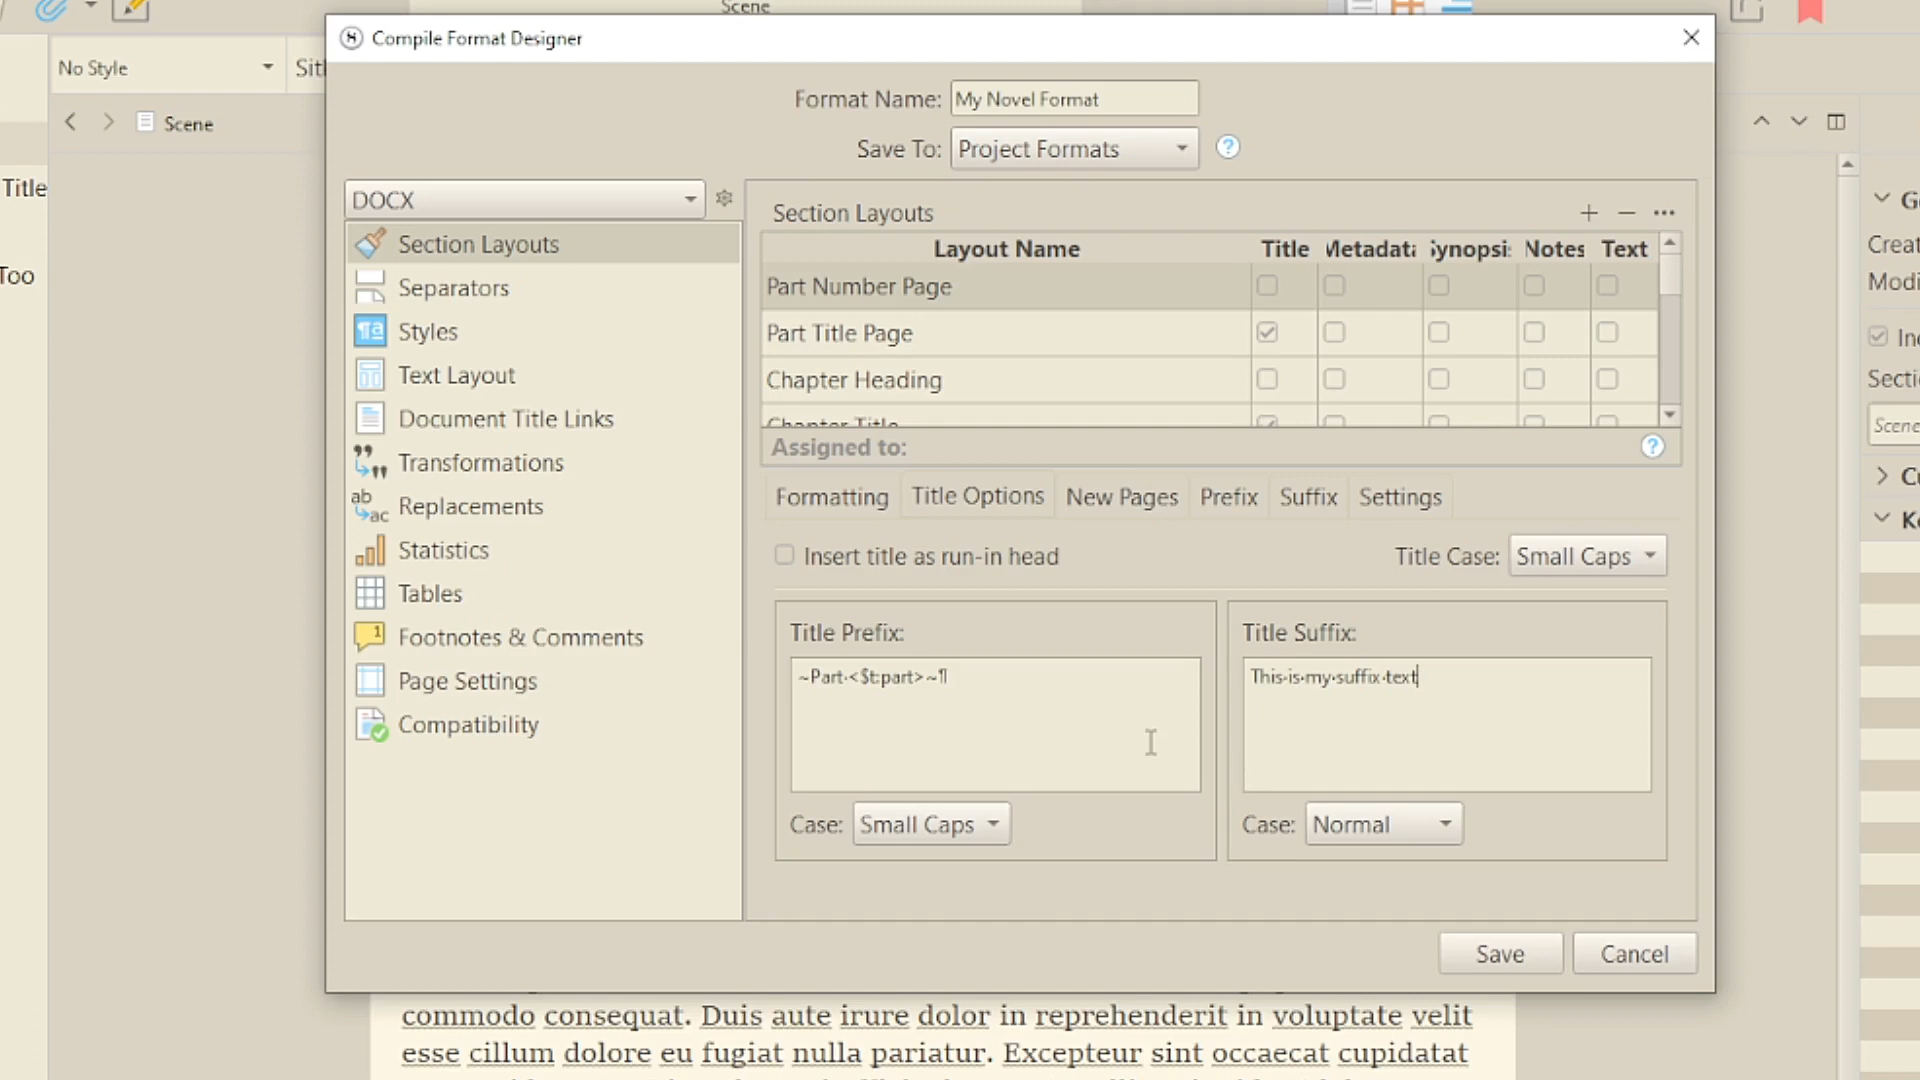 Scene
Compile Format Designer
No Style
Format Name:
My Novel Format
Scene
Save To:
Project Formats
Title
DOCX
Section Layouts
Layout Name
Title
Notes
Text
Section Layouts
Part Number Page
Too
Separators
Part Title Page
Styles
Chapter Heading
Text Layout
Chapter Title
Document Title Links
Assigned to:
Transformations
Formatting
Title Options
New Pages
Prefix
Suffix
Settings
Replacements
Statistics
Insert title as run-in head
Title Case:
Small Caps
Tables
Footnotes & Comments
Title Prefix:
Title Suffix:
Page Settings
~Part·<$t:part>~¶
This·is·my·suffix·text
Compatibility
Case:
Small Caps
Case:
Normal
Save
Cancel
commodo consequat. Duis aute irure dolor in reprehenderit in voluptate velit
esse cillum dolore eu fugiat nulla pariatur. Excepteur sint occaecat cupidatat